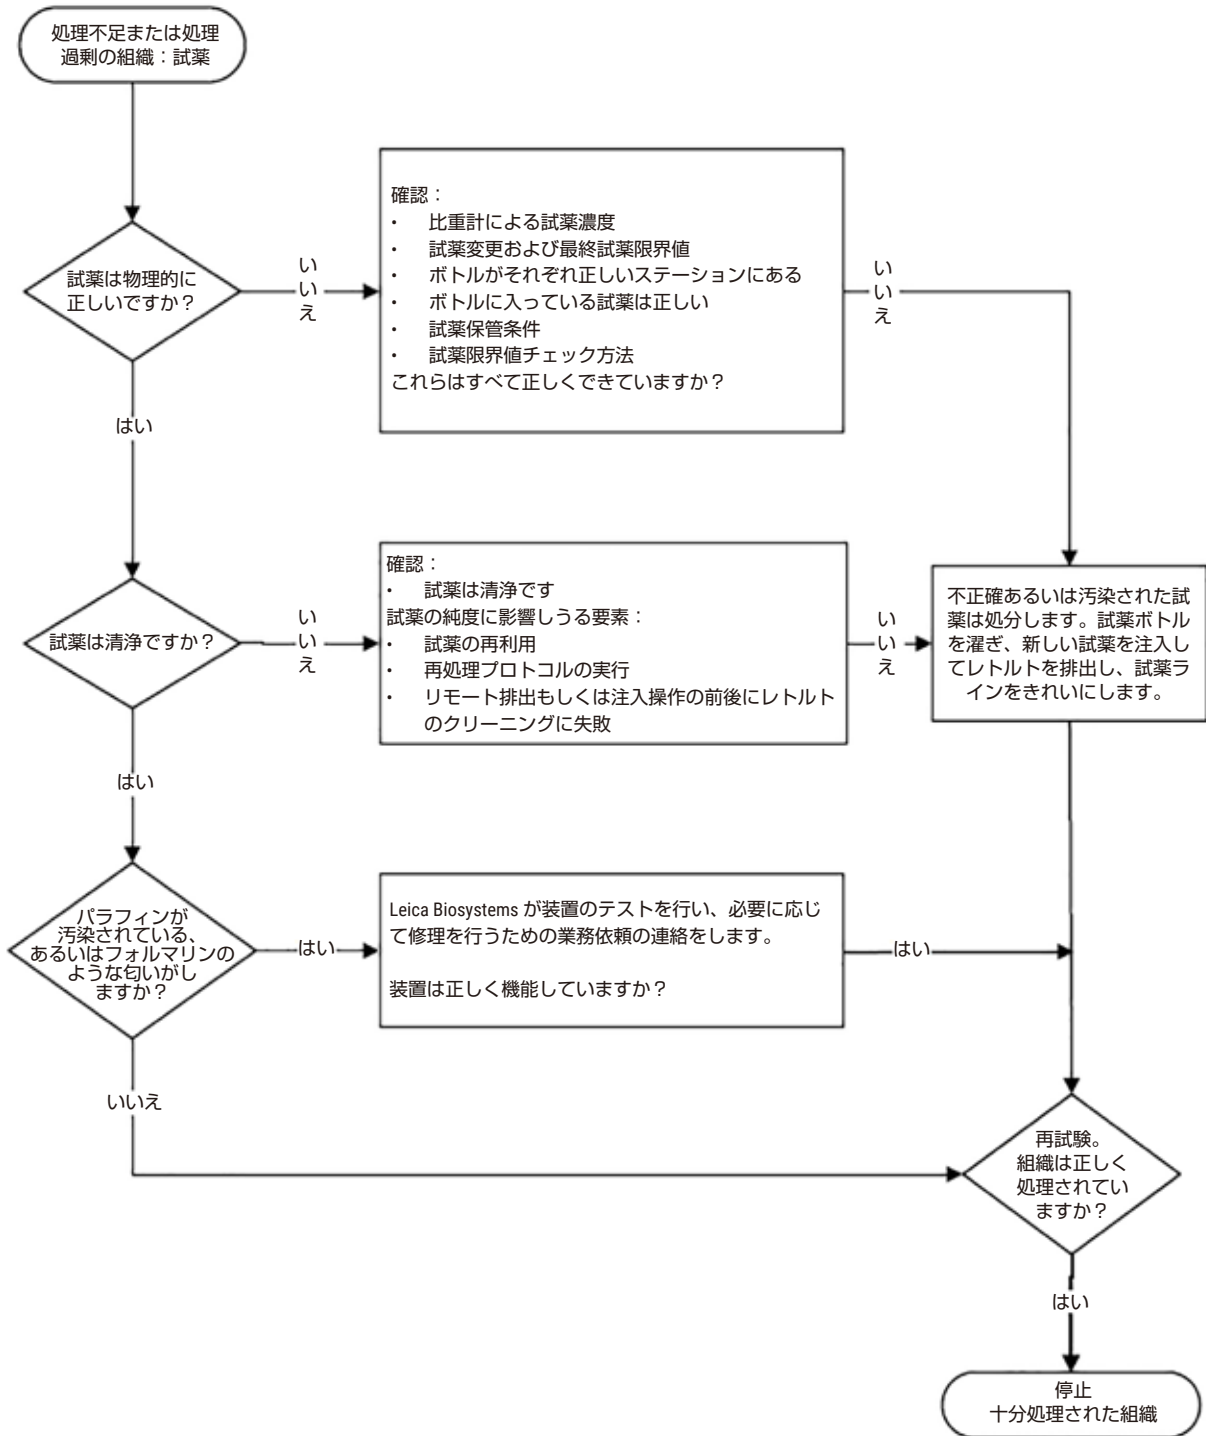 処理不足または処理
過剰の組織：試薬
確認：
・ 比重計による試薬濃度
・ 試薬変更および最終試薬限界値
・ ボトルがそれぞれ正しいステーションにある
・ ボトルに入っている試薬は正しい
・ 試薬保管条件
・ 試薬限界値チェック方法
これらはすべて正しくできていますか？
試薬は物理的に
正しいですか？
いいえ
いいえ
はい
確認：
・ 試薬は清浄です
試薬の純度に影響しうる要素：
・ 試薬の再利用
・ 再処理プロトコルの実行
・ リモート排出もしくは注入操作の前後にレトルト
のクリーニングに失敗
試薬は清浄ですか？
いいえ
いいえ
不正確あるいは汚染された試
薬は処分します。試薬ボトル
を濯ぎ、新しい試薬を注入し
てレトルトを排出し、試薬ラ
インをきれいにします。
はい
パラフィンが
汚染されている、
あるいはフォルマリンの
ような匂いがし
ますか？
はい
Leica Biosystems が装置のテストを行い、必要に応じ
て修理を行うための業務依頼の連絡をします。
装置は正しく機能していますか？
はい
いいえ
再試験。
組織は正しく
処理されてい
ますか？
はい
停止
十分処理された組織